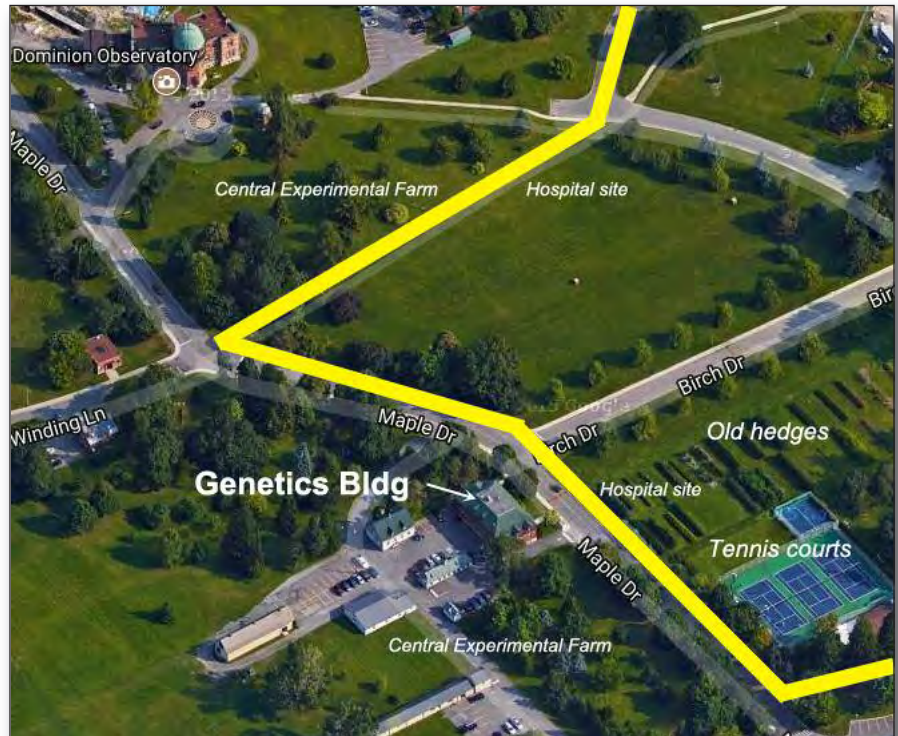 Dominion Observatory
Maple Dr
Central Experimental Farm
Hospital site
Birch Dr
Winding Ln
Maple Dr
Birch Dr
Old hedges
Genetics Bldg
Hospital site
Tennis courts
Maple Dr
Central Experimental Farm